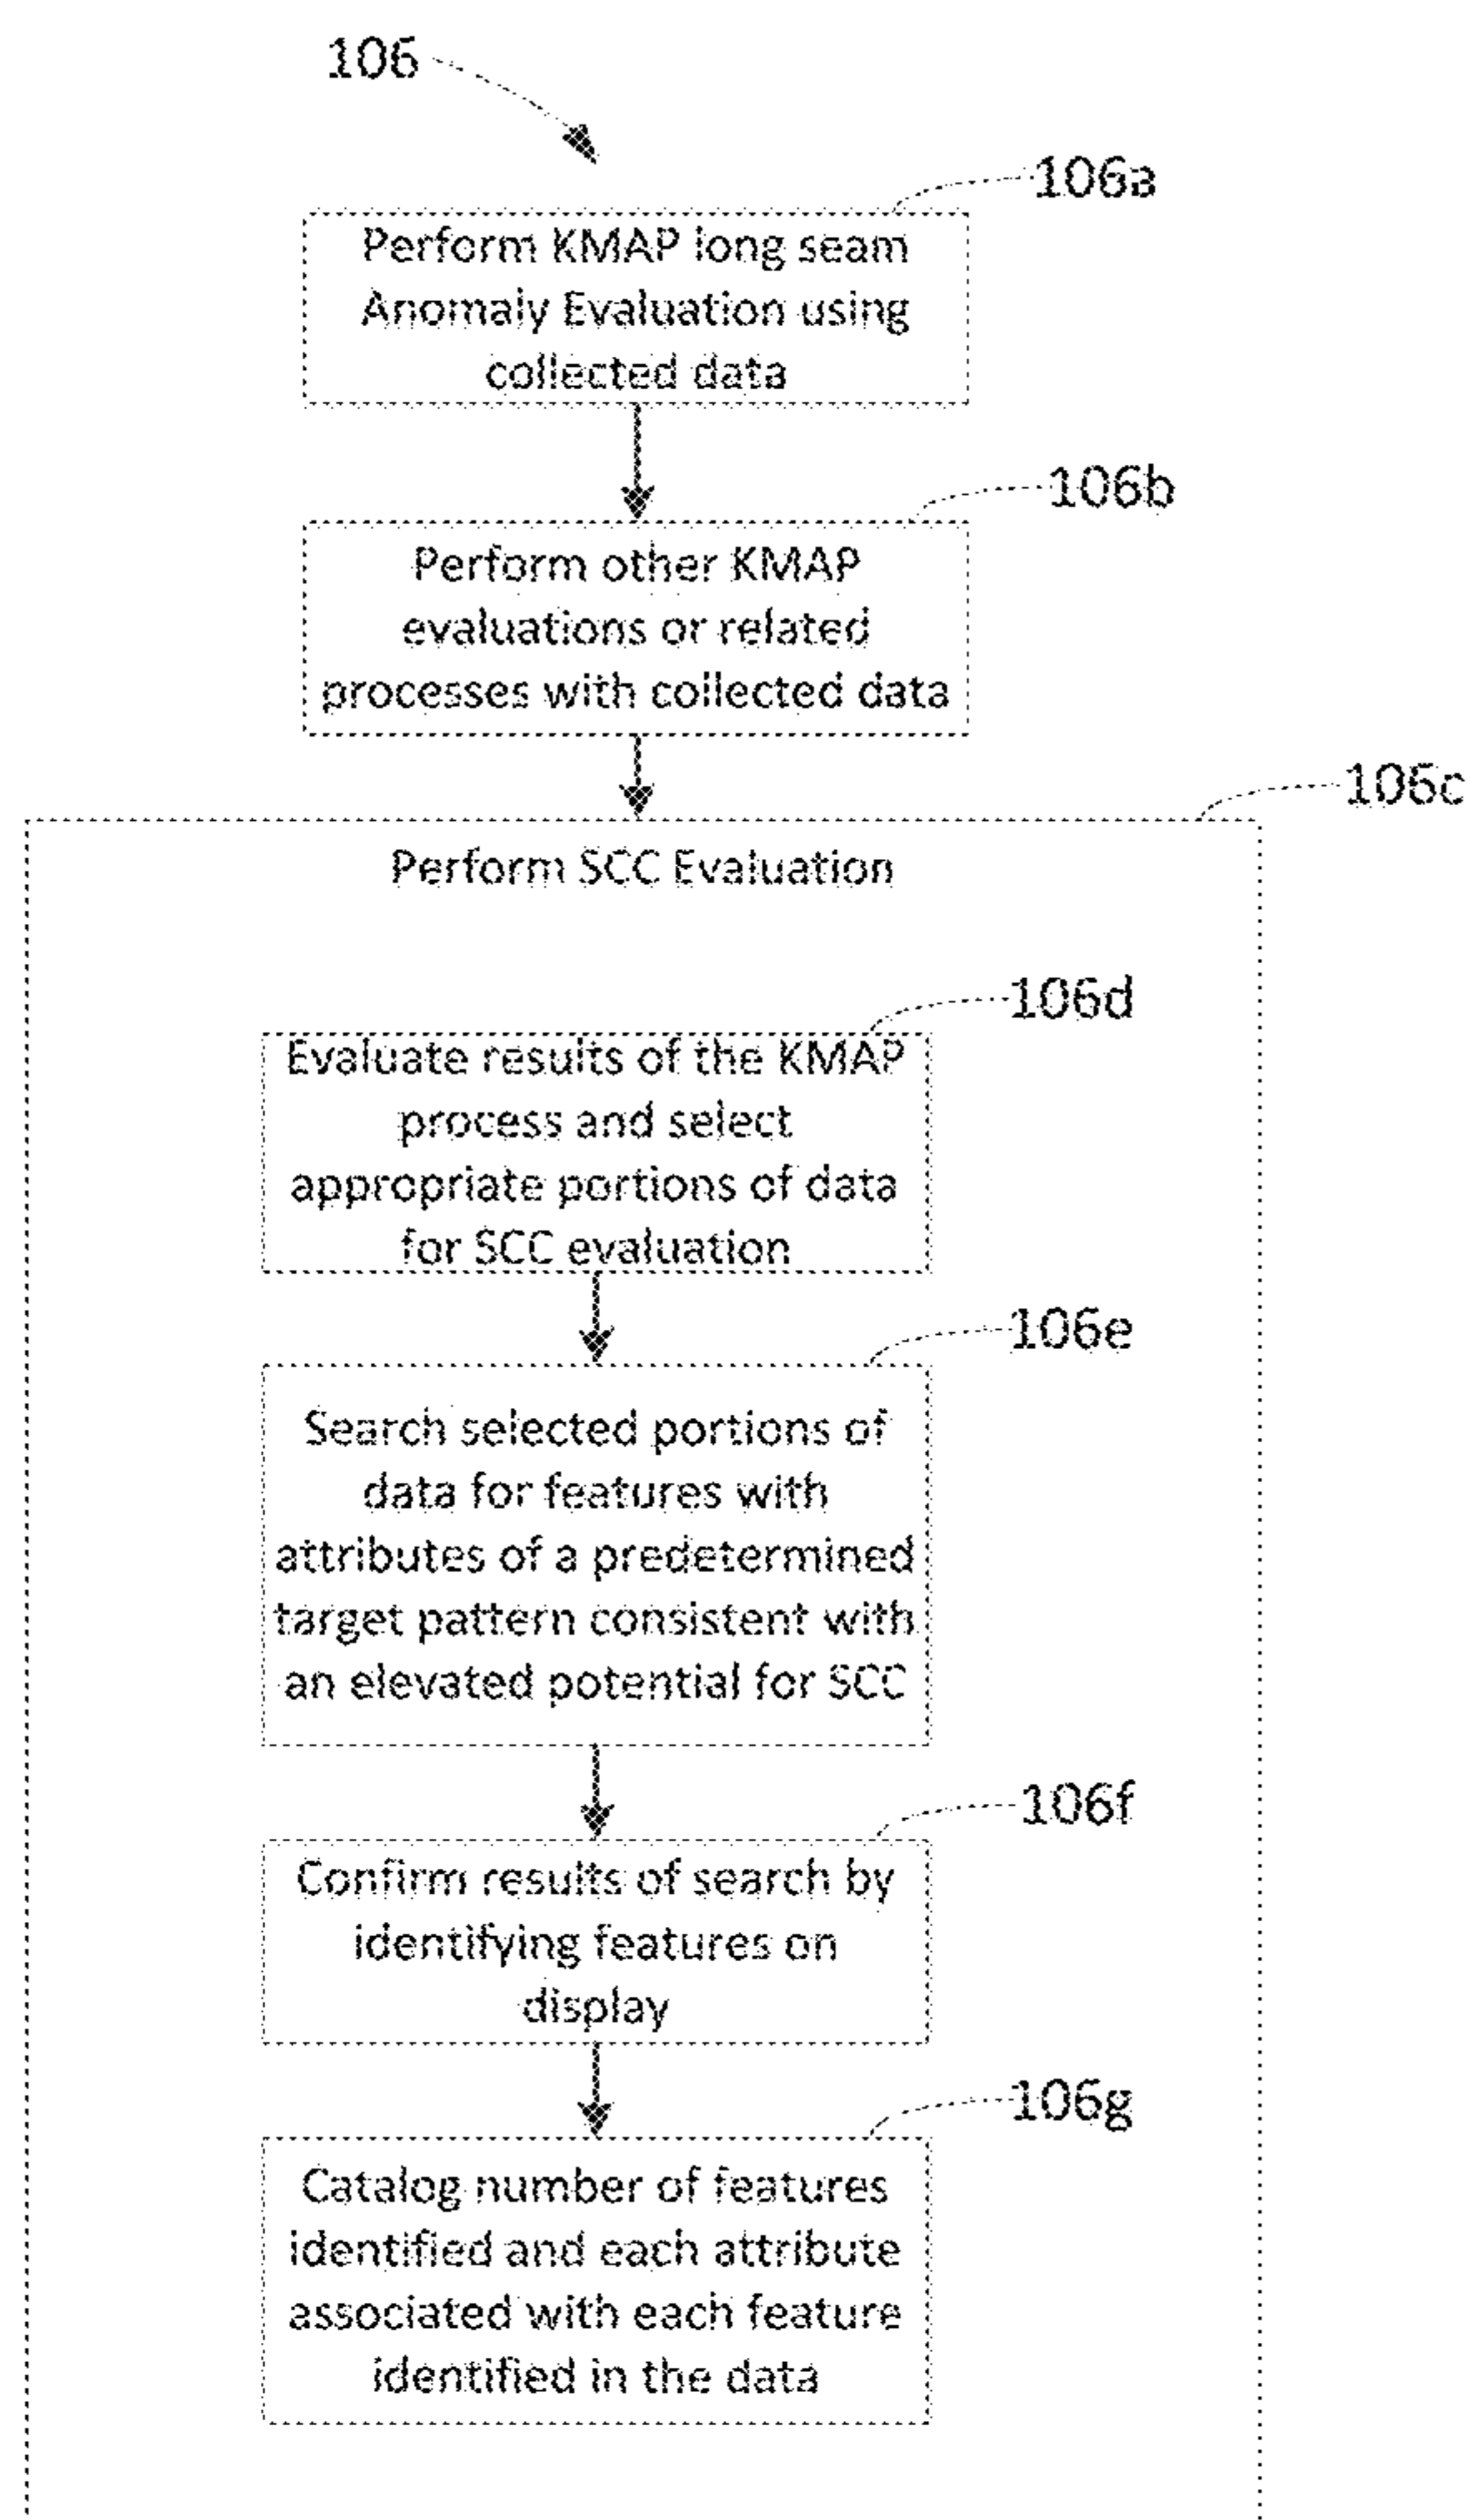 106
106a
Perform KMAP long seam
Anomaly Evaluation using
collected data
106b
Perform other KMAP
evaluations or related
processes with collected data
106c
Perform SCC Evaluation
106d
Evaluate results of the KMAP
process and select
appropriate portions of data
for SCC evaluation
106e
Search selected portions of
data for features with
attributes of a predetermined
target pattern consistent with
an elevated potential for SCC
106f
Confirm results of search by
identifying features on
display
106g
Catalog number of features
identified and each attribute
associated with each feature
identified in the data